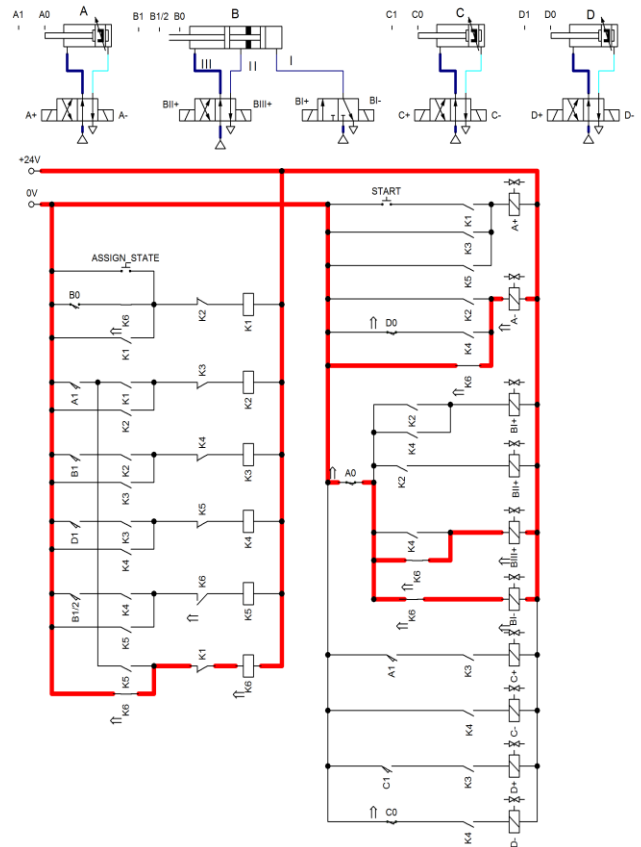 A1 A0 A
B1 B1/2 B0 B
C1 C0 C
D1 D0 D
III II I
A+ A-
BII+ BIII+
BI+ BI-
C+ C-
D+ D-
+24V
0V
START K1 A+
K3
K5
ASSIGN_STATE
B0 K6 K2 K1
K1
K2 A-
D0 K4
K6
A1 K1 K3 K2
K2
K2 BI+
K4
B1 K2 K4 K3
K3
A0 K2 BII+
D1 K3 K5 K4
K4
K4 BIII+
K6
B1/2 K4 K6 K5
K5
K6 BI-
K5 K1 K6
K6
A1 K3 C+
K4 C-
C1 K3 D+
C0 K4 D-